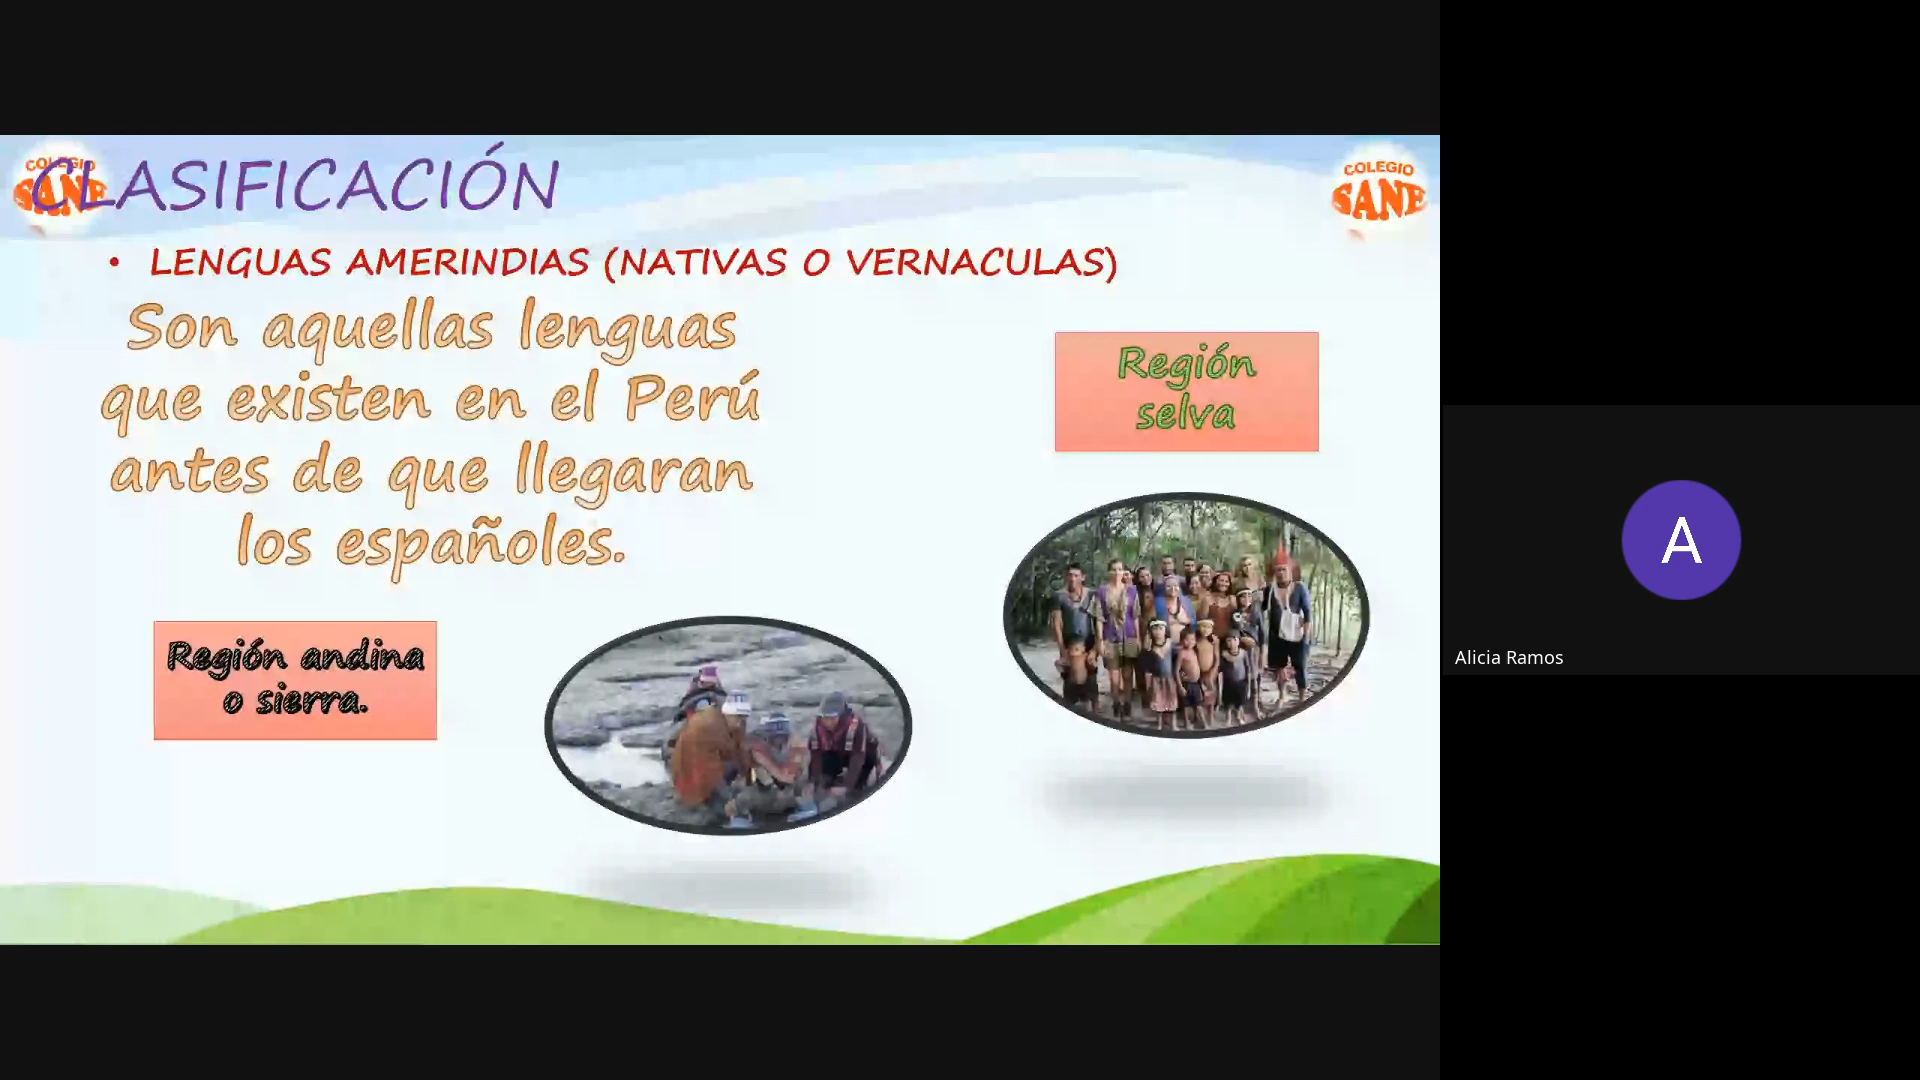 COLEGIO
SANE
CLASIFICACIÓN
COLEGIO
SANE
• LENGUAS AMERINDIAS (NATIVAS O VERNACULAS)
Son aquellas lenguas
que existen en el Perú
antes de que llegaran
los españoles.
Región
selva
Región andina
o sierra.
A
Alicia Ramos